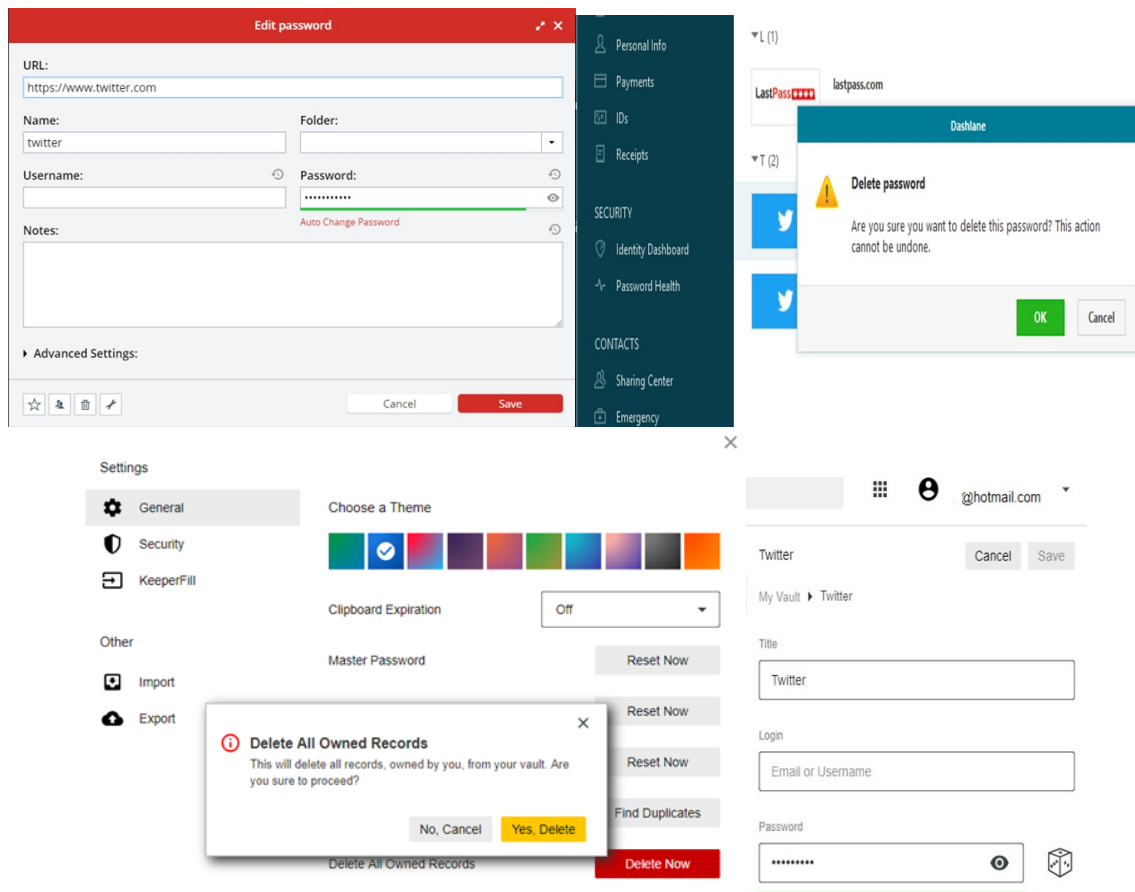 Edit password
URL:
https://www.twitter.com
Name:
Folder:
twitter
Username:
Password:
•••••••••••
Auto Change Password
Notes:
Advanced Settings:
Cancel
Save
Personal Info
Payments
IDs
Receipts
SECURITY
Identity Dashboard
Password Health
CONTACTS
Sharing Center
Emergency
L (1)
LastPass
lastpass.com
T (2)
Dashlane
Delete password
Are you sure you want to delete this password? This action
cannot be undone.
OK
Cancel
Settings
General
Security
KeeperFill
Other
Import
Export
Choose a Theme
Clipboard Expiration
Off
Master Password
Reset Now
Reset Now
Reset Now
Find Duplicates
Delete All Owned Records
Delete Now
Delete All Owned Records
This will delete all records, owned by you, from your vault. Are
you sure to proceed?
No, Cancel
Yes, Delete
@hotmail.com
Twitter
Cancel
Save
My Vault
Twitter
Title
Twitter
Login
Email or Username
Password
•••••••••